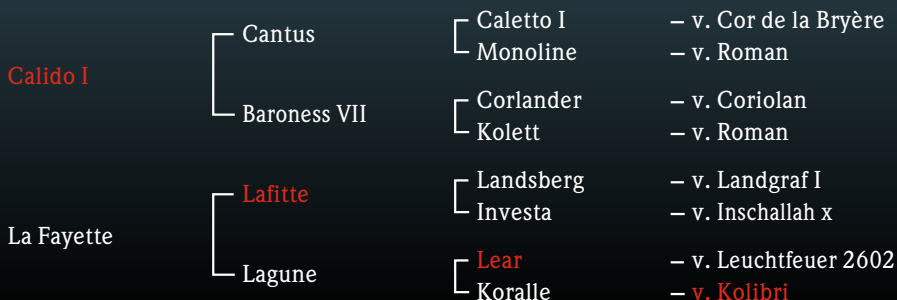 Caletto I – v. Cor de la Bryère
Cantus
Monoline – v. Roman
Calido I
Corlander – v. Coriolan
Baroness VII
Kolett – v. Roman
Landsberg – v. Landgraf I
Lafitte
Investa – v. Inschallah x
La Fayette
Lear – v. Leuchtfeuer 2602
Lagune
Koralle – v. Kolibri